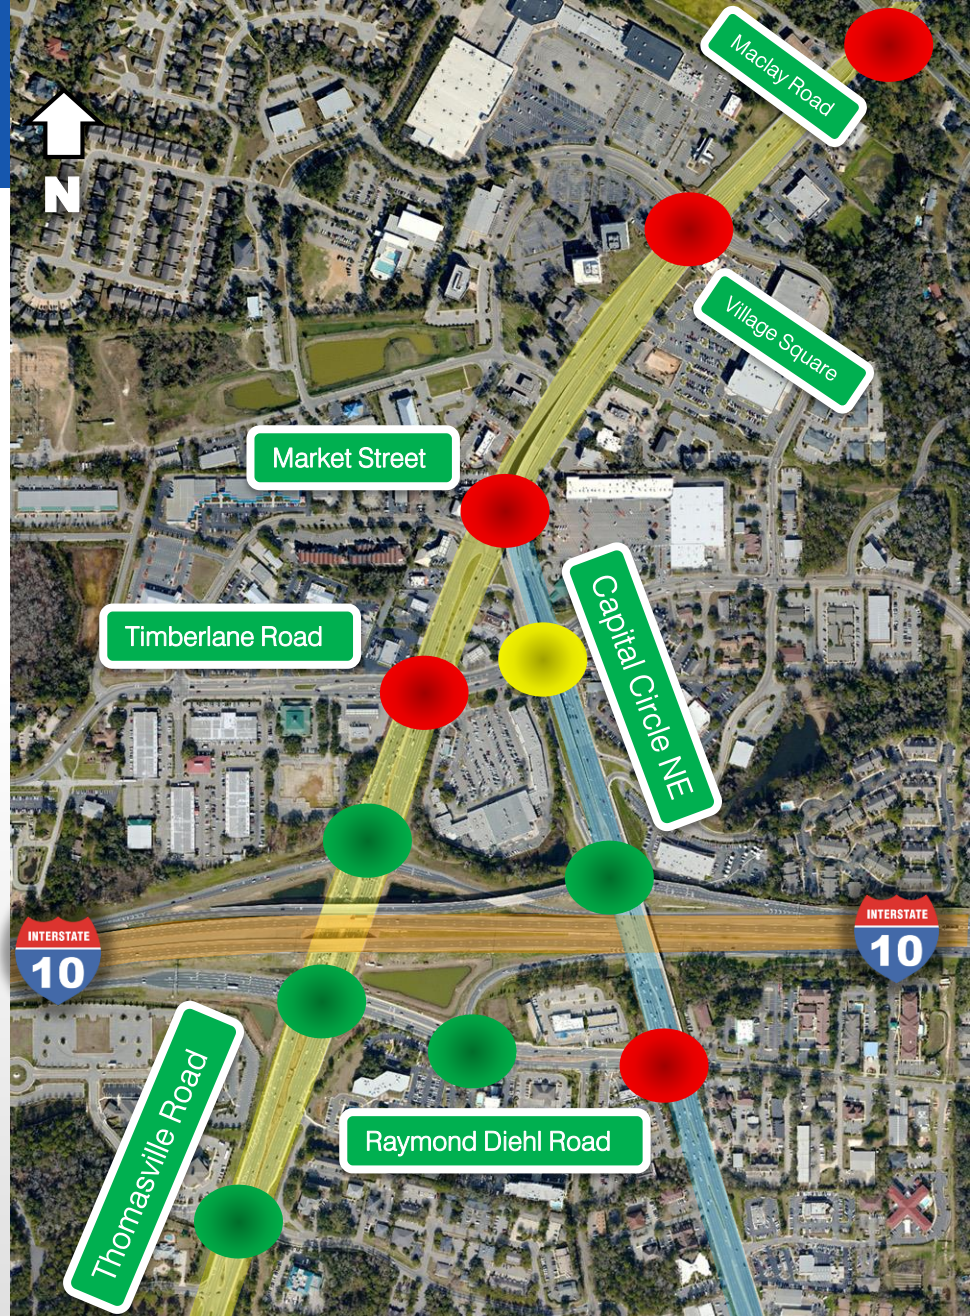 Maclay Road
N
Village Square
Market Street
Capital Circle NE
Timberlane Road
INTERSTATE
10
INTERSTATE
10
Thomasville Road
Raymond Diehl Road